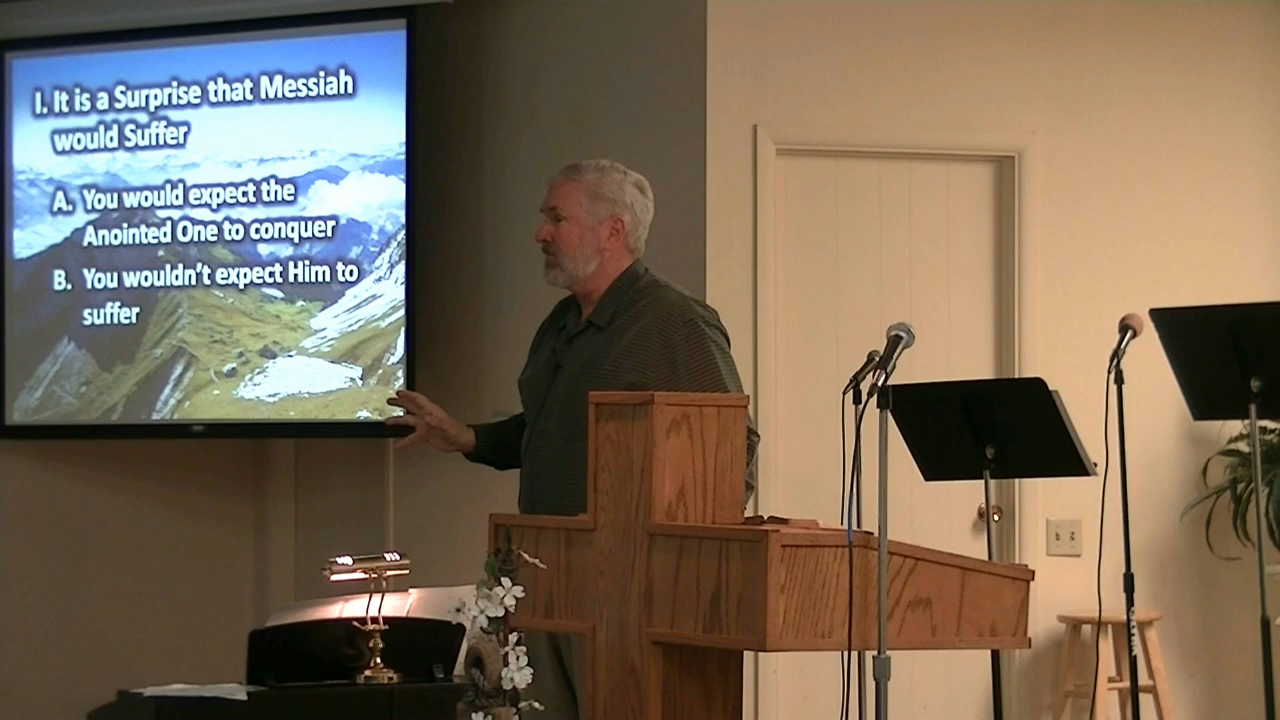 I. It is a Surprise that Messiah
would Suffer
A. You would expect the
Anointed One to conquer
B. You wouldn't expect Him to
suffer